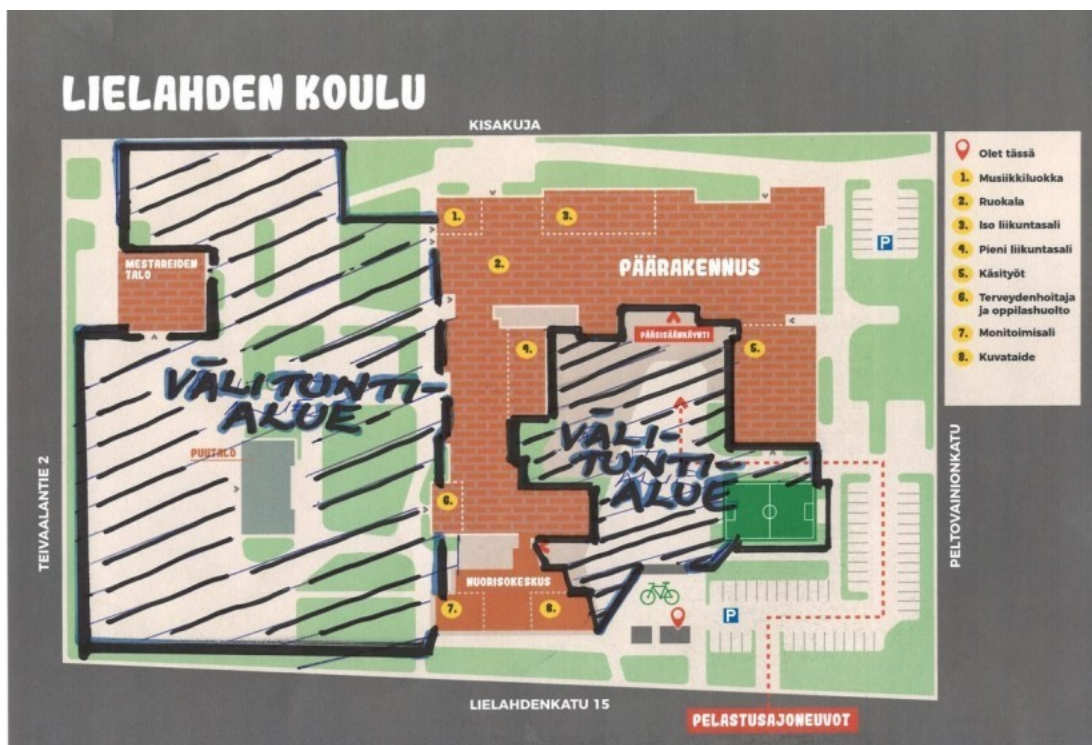 LIELAHDEN KOULU
KISAKUJA
Olet tässä
1. Musiikkiluokka
2. Ruokala
3. Iso liikuntasali
4. Pieni liikuntasali
5. Käsityöt
6. Terveydenhoitaja
ja oppilashuolto
7. Monitoimisali
8. Kuvataide
1.
3.
2.
MESTAREIDEN
TALO
PÄÄRAKENNUS
P
PÄÄSISÄÄNKÄYNTI
4.
5.
VÄLITUNTI-
ALUE
VÄLI-
TUNTI-
ALUE
PUUTALO
6.
TEIVAALANTIE 2
PELTOVAINIONKATU
NUORISOKESKUS
7.
8.
P
LIELAHDENKATU 15
PELASTUSAJONEUVOT